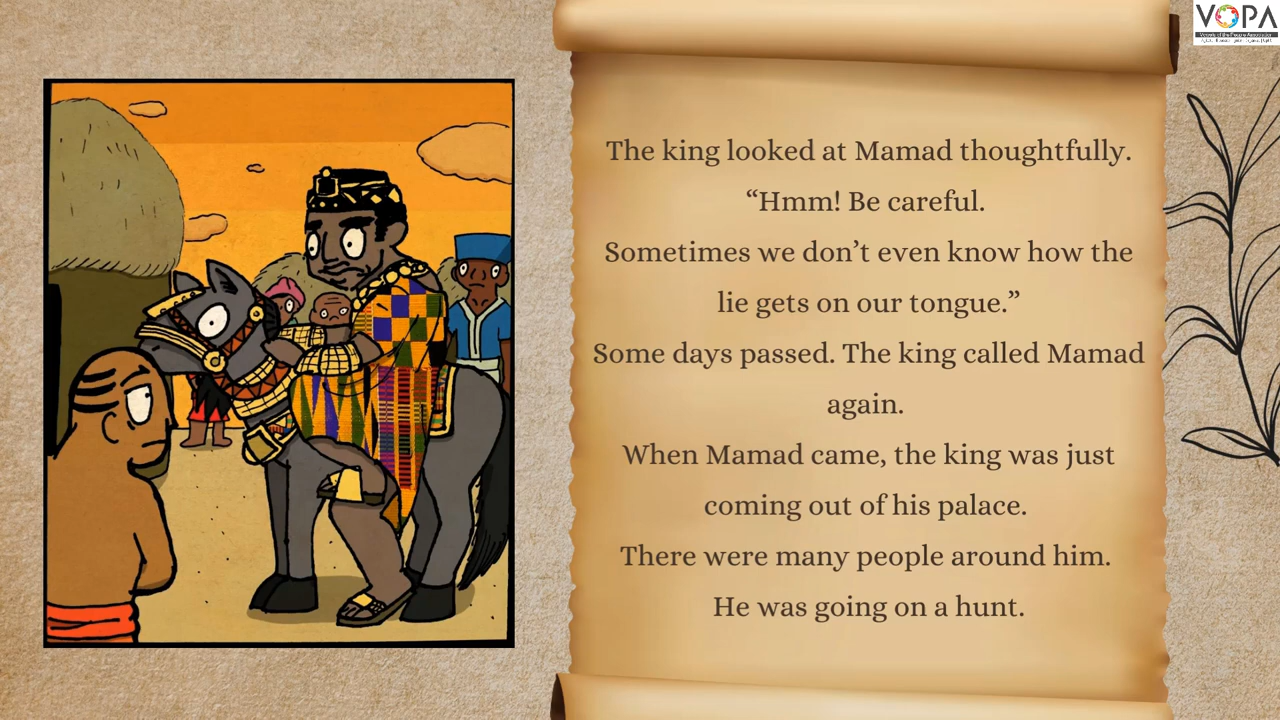 VOPA
The king looked at Mamad thoughtfully.
“Hmm! Be careful.
Sometimes we don’t even know how the
lie gets on our tongue.”
Some days passed. The king called Mamad
again.
When Mamad came, the king was just
coming out of his palace.
There were many people around him.
He was going on a hunt.